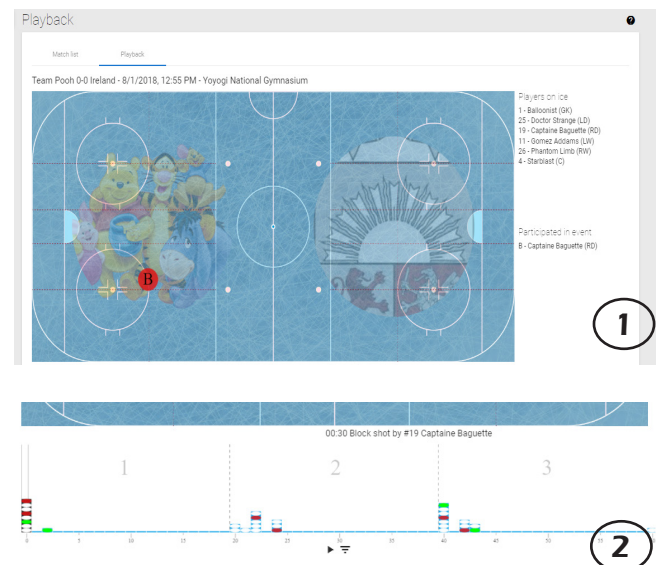 Playback
?
Match list
Playback
Team Pooh 0-0 Ireland - 8/1/2018, 12:55 PM - Yoyogi National Gymnasium
Players on ice
1 - Balloonist (GK)
25 - Doctor Strange (LD)
19 - Captaine Baguette (RD)
11 - Gomez Addams (LW)
26 - Phantom Limb (RW)
4 - Starblast (C)
Participated in event
B - Captaine Baguette (RD)
B
1
00:30 Block shot by #19 Captaine Baguette
1 2 3
0 5 10 15 20 25 30 35 40 45 50
2